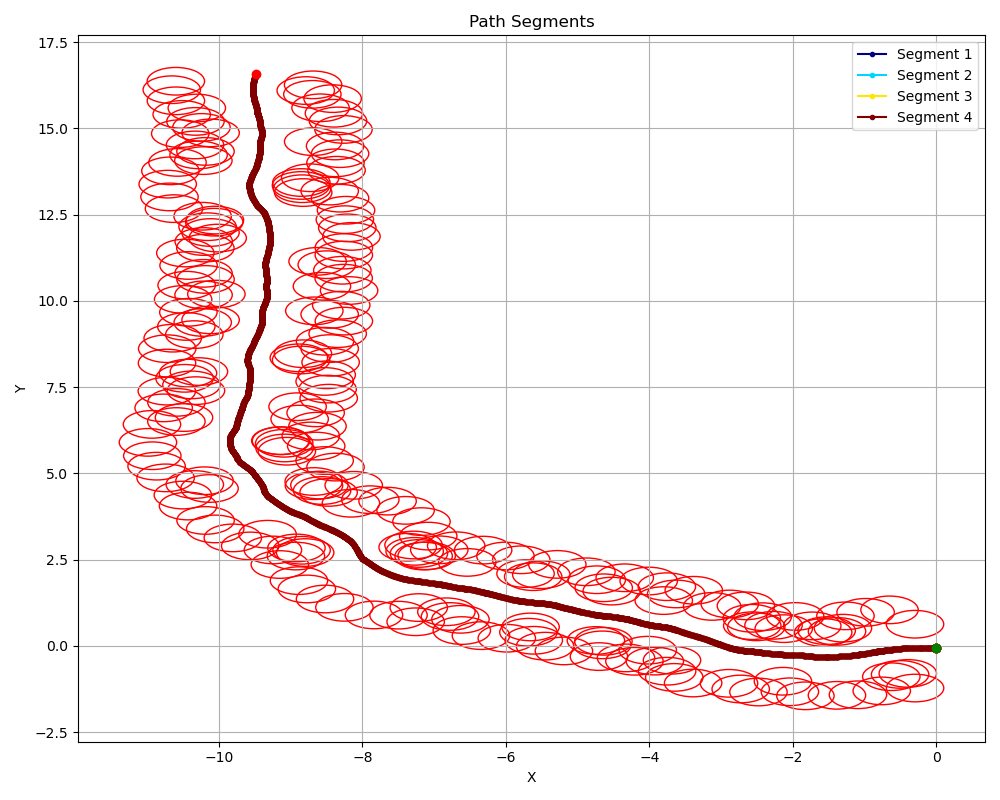 Path Segments
17.5
15.0
12.5
10.0
7.5
5.0
2.5
0.0
−2.5
Y
−10
−8
−6
−4
−2
0
X
Segment 1
Segment 2
Segment 3
Segment 4